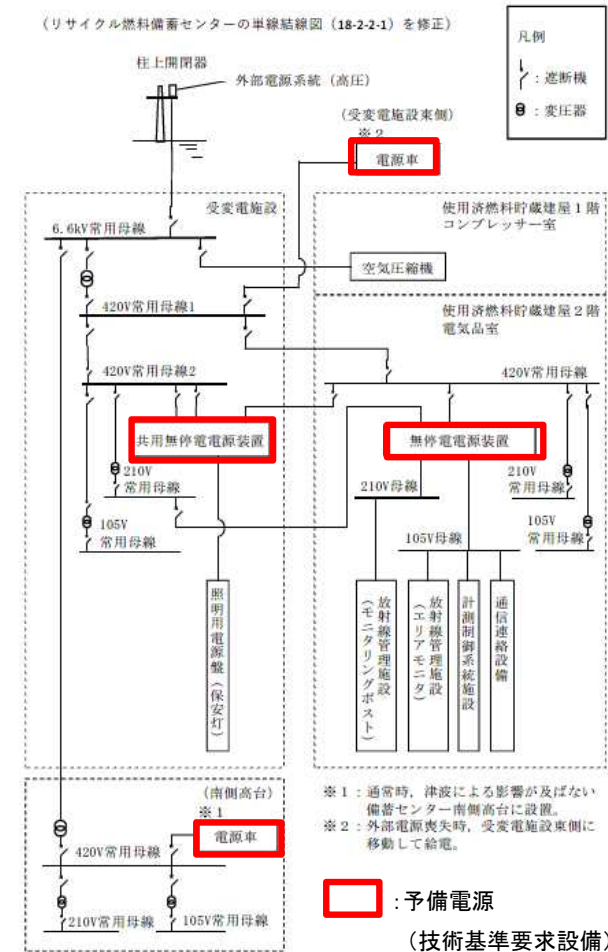 （リサイクル燃料備蓄センターの単線結線図（18-2-2-1）を修正）
凡例
：遮断機
：変圧器
柱上開閉器
外部電源系統（高圧）
（受変電施設東側）
※２
電源車
受変電施設
6.6kV常用母線
使用済燃料貯蔵建屋１階
コンプレッサー室
空気圧縮機
420V常用母線1
使用済燃料貯蔵建屋２階
電気品室
420V常用母線2
420V常用母線
共用無停電電源装置
無停電電源装置
210V
常用母線
210V母線
210V
常用母線
105V
常用母線
105V母線
105V
常用母線
照明用電源盤（保安灯）
放射線管理施設
（モニタリングポスト）
放射線管理施設
（エリアモニタ）
計測制御系統施設
通信連絡設備
（南側高台）
※１
電源車
420V常用母線
210V常用母線
105V常用母線
※１：通常時，津波による影響が及ばない
備蓄センター南側高台に設置。
※２：外部電源喪失時，受変電施設東側に
移動して給電。
：予備電源
（技術基準要求設備）